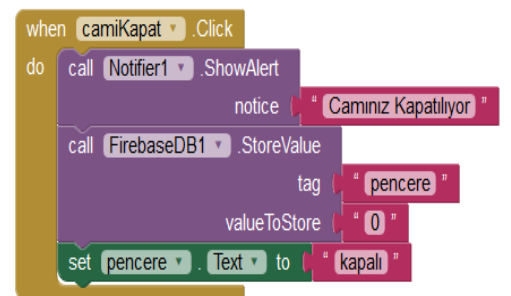 when camiKapat .Click
do call Notifier1 .ShowAlert
notice " Camınız Kapatılıyor "
call FirebaseDB1 .StoreValue
tag " pencere "
valueToStore " 0 "
set pencere . Text to " kapalı "